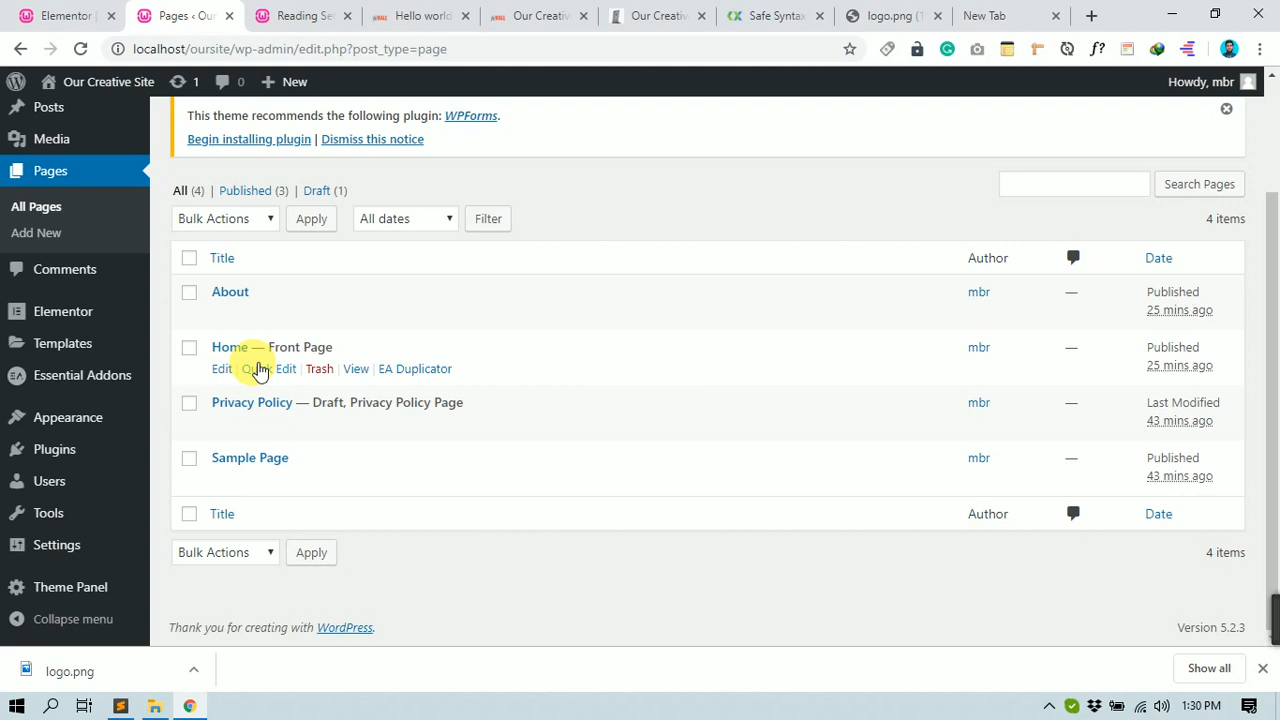 Elementor |
Pages ‹ Our
Reading Se
Hello world
Our Creativ
Our Creativ
Safe Syntax
logo.png (1
New Tab
localhost/oursite/wp-admin/edit.php?post_type=page
Our Creative Site
1
0
New
Howdy, mbr
Posts
Media
Pages
All Pages
Add New
Comments
Elementor
Templates
Essential Addons
Appearance
Plugins
Users
Tools
Settings
Theme Panel
Collapse menu
This theme recommends the following plugin: WPForms.
Begin installing plugin | Dismiss this notice
All (4) | Published (3) | Draft (1)
Search Pages
Bulk Actions
Apply
All dates
Filter
4 items
Title
Author
Date
About
mbr
—
Published
25 mins ago
Home — Front Page
mbr
—
Published
25 mins ago
Edit | Quick Edit | Trash | View | EA Duplicator
Privacy Policy — Draft, Privacy Policy Page
mbr
—
Last Modified
43 mins ago
Sample Page
mbr
—
Published
43 mins ago
Title
Author
Date
Bulk Actions
Apply
4 items
Thank you for creating with WordPress.
Version 5.2.3
logo.png
Show all
1:30 PM